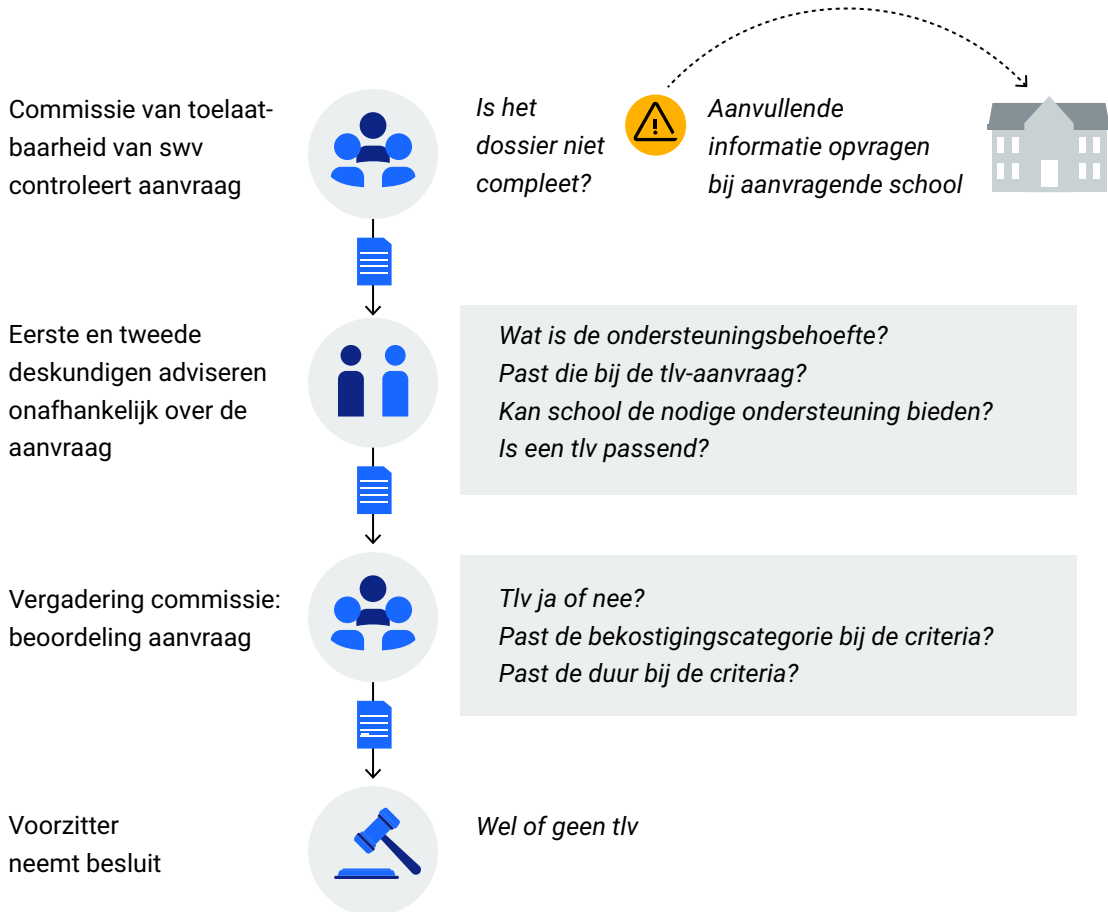 Commissie van toelaat-
baarheid van swv
controleert aanvraag
Is het
dossier niet
compleet?
Aanvullende
informatie opvragen
bij aanvragende school
Eerste en tweede
deskundigen adviseren
onafhankelijk over de
aanvraag
Wat is de ondersteuningsbehoefte?
Past die bij de tlv-aanvraag?
Kan school de nodige ondersteuning bieden?
Is een tlv passend?
Vergadering commissie:
beoordeling aanvraag
Tlv ja of nee?
Past de bekostigingscategorie bij de criteria?
Past de duur bij de criteria?
Voorzitter
neemt besluit
Wel of geen tlv